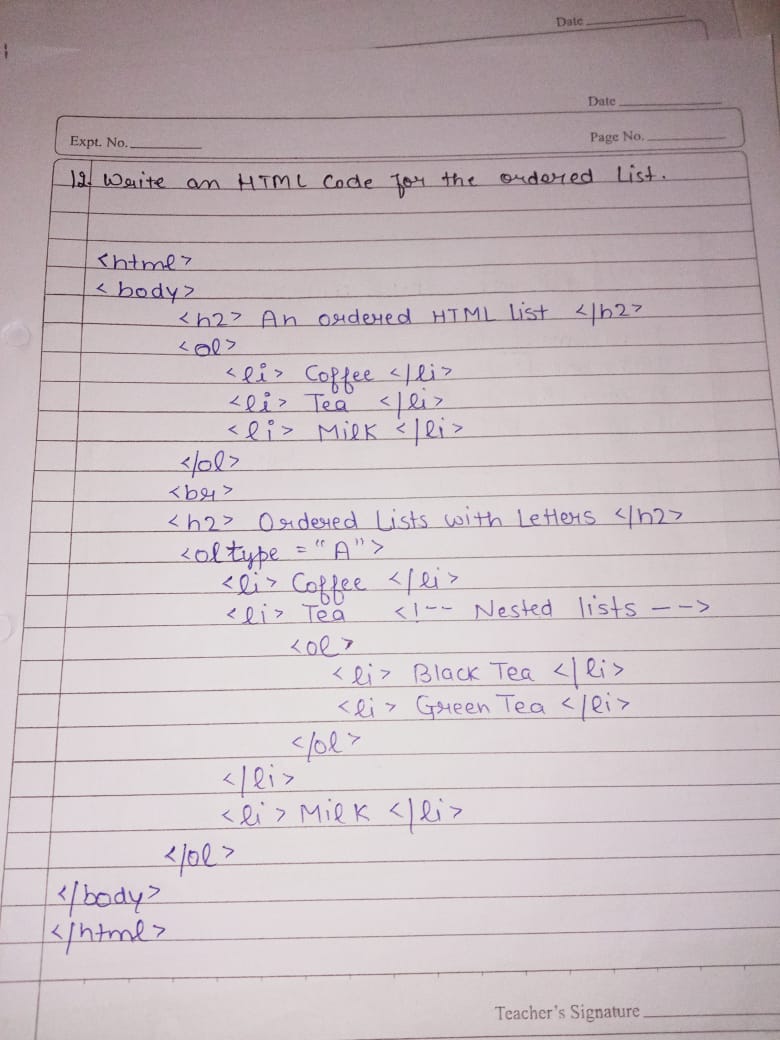 Date
Date
Expt. No.
Page No.
12. Write an HTML Code for the ordered List.
<html>
<body>
<h2> An ordered HTML list </h2>
<ol>
<li> Coffee </li>
<li> Tea </li>
<li> Milk </li>
</ol>
<br>
<h2> Ordered Lists with Letters </h2>
<ol type = "A">
<li> Coffee </li>
<li> Tea <!-- Nested lists -->
<ol>
<li> Black Tea </li>
<li> Green Tea </li>
</ol>
</li>
<li> Milk </li>
</ol>
</body>
</html>
Teacher's Signature